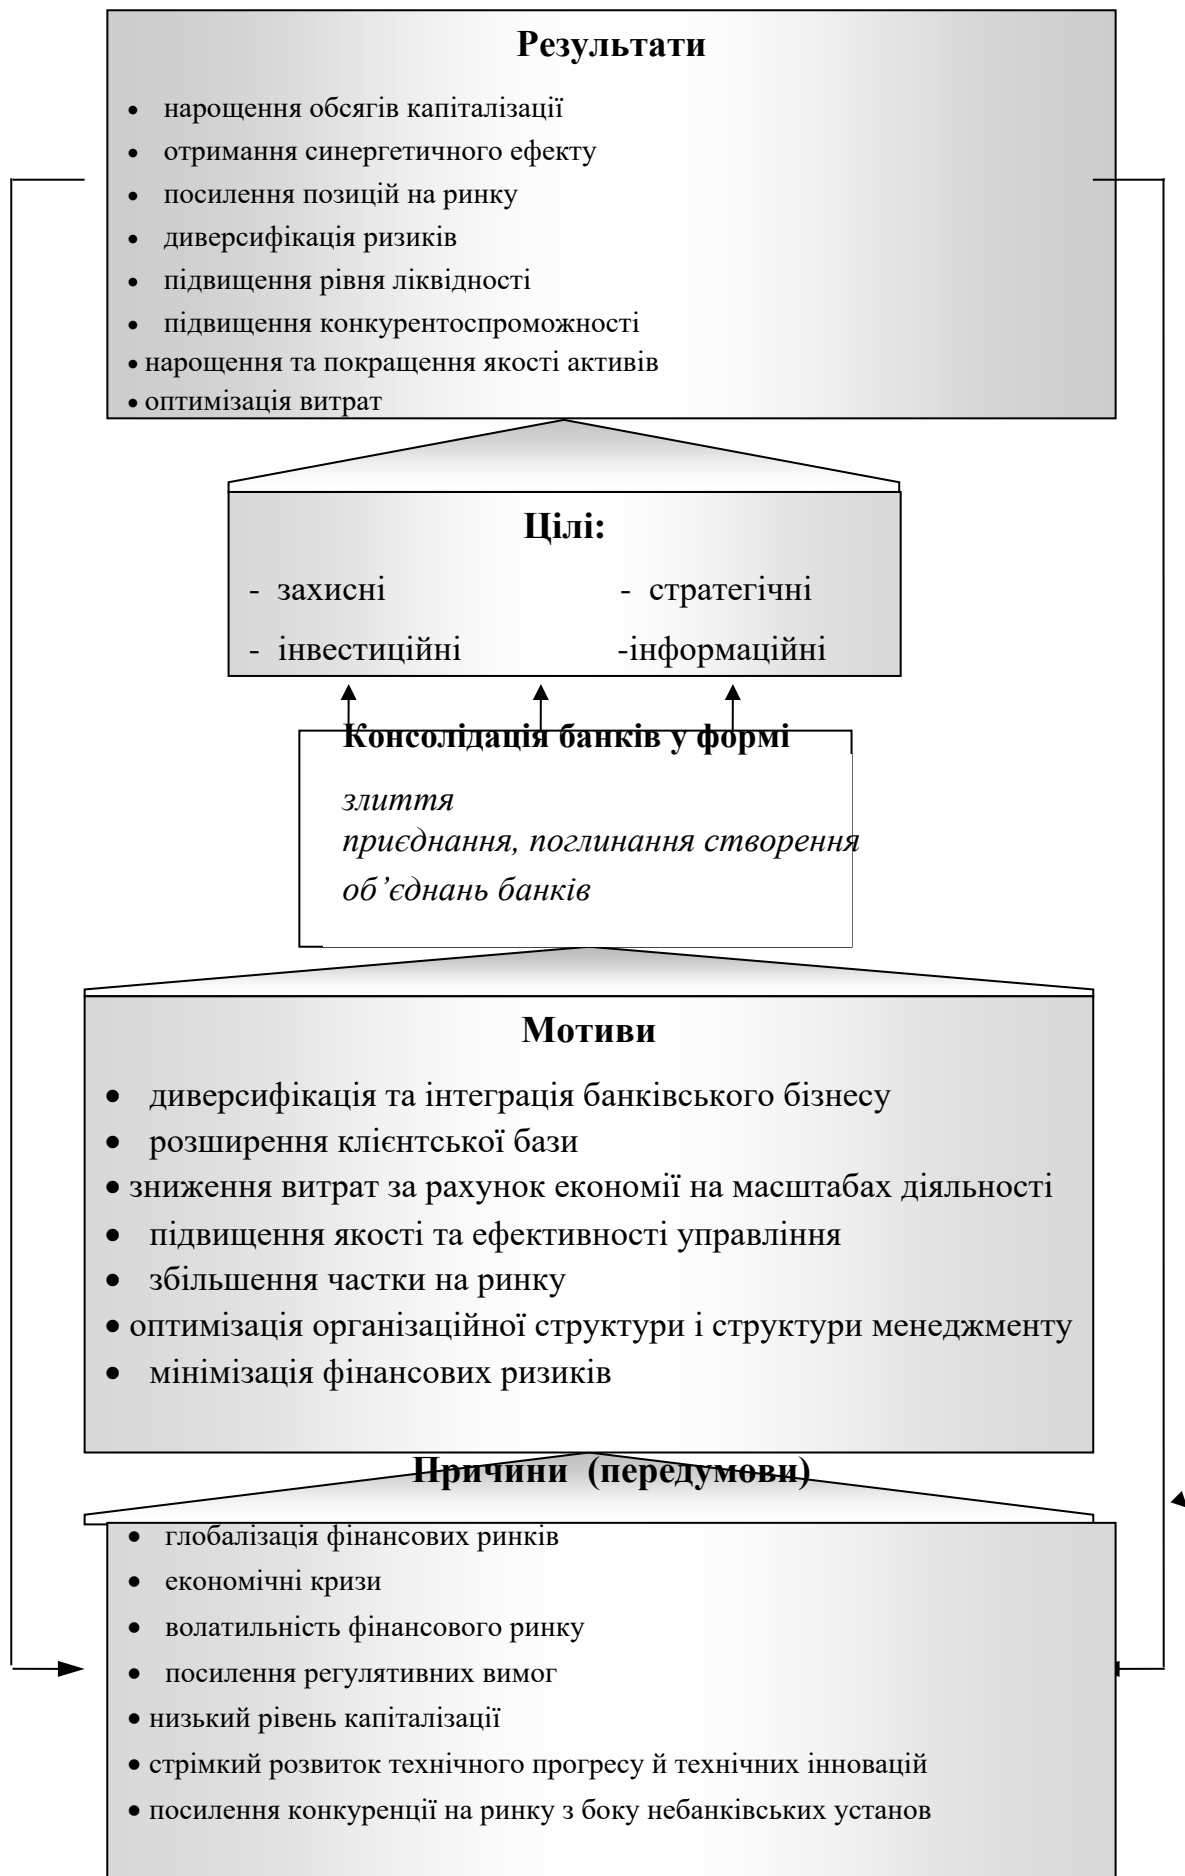 Результати
• нарощення обсягів капіталізації
• отримання синергетичного ефекту
• посилення позицій на ринку
• диверсифікація ризиків
• підвищення рівня ліквідності
• підвищення конкурентоспроможності
• нарощення та покращення якості активів
• оптимізація витрат
Цілі:
- захисні - стратегічні
- інвестиційні -інформаційні
Консолідація банків у формі
злиття
приєднання, поглинання створення
об’єднань банків
Мотиви
• диверсифікація та інтеграція банківського бізнесу
• розширення клієнтської бази
• зниження витрат за рахунок економії на масштабах діяльності
• підвищення якості та ефективності управління
• збільшення частки на ринку
• оптимізація організаційної структури і структури менеджменту
• мінімізація фінансових ризиків
Причини (передумови)
• глобалізація фінансових ринків
• економічні кризи
• волатильність фінансового ринку
• посилення регулятивних вимог
• низький рівень капіталізації
• стрімкий розвиток технічного прогресу й технічних інновацій
• посилення конкуренції на ринку з боку небанківських установ